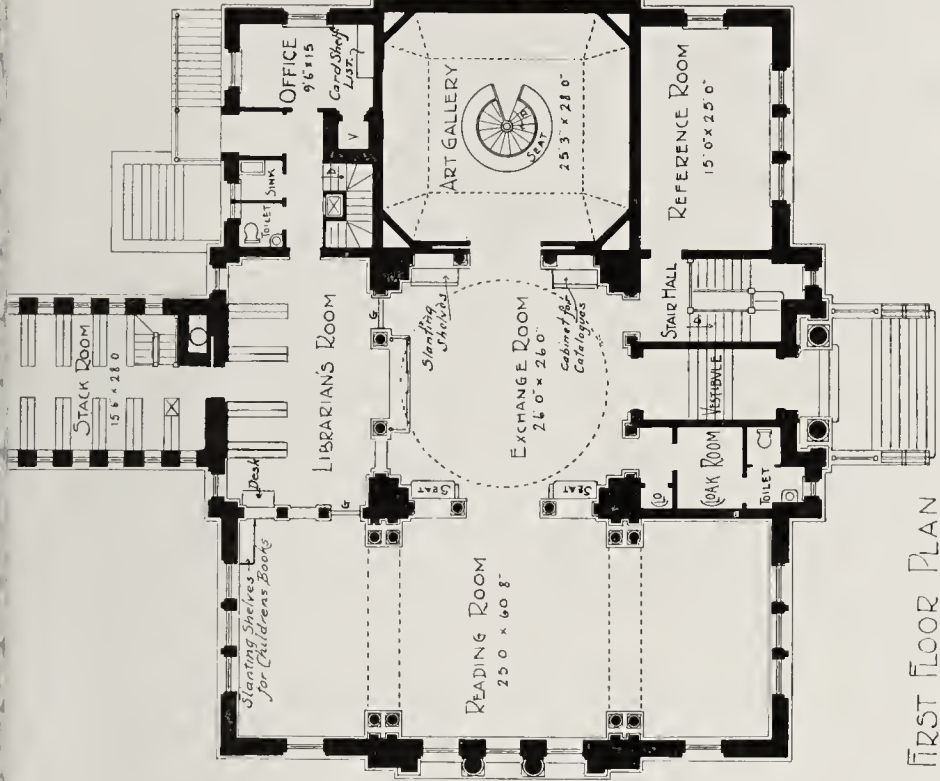 OFFICE
9'6" x 15
Card Shelf
LIST.
V
ART GALLERY
25'3" x 28'0"
SEAT
D
REFERENCE ROOM
15'0" x 25'0"
SINK
TOILET
D
STACK ROOM
15'6" x 28'0
LIBRARIAN'S ROOM
G
Desk
G
Slanting
Shelves
EXCHANGE ROOM
26'0" x 26'0"
Cabinet for
Catalogues
STAIR HALL
D
VESTIBVLE
SEAT
SEAT
CO
COAK ROOM
TOILET
Slanting Shelves
for Childrens Books
READING ROOM
25 0 x 60 8"
FIRST FLOOR PLAN